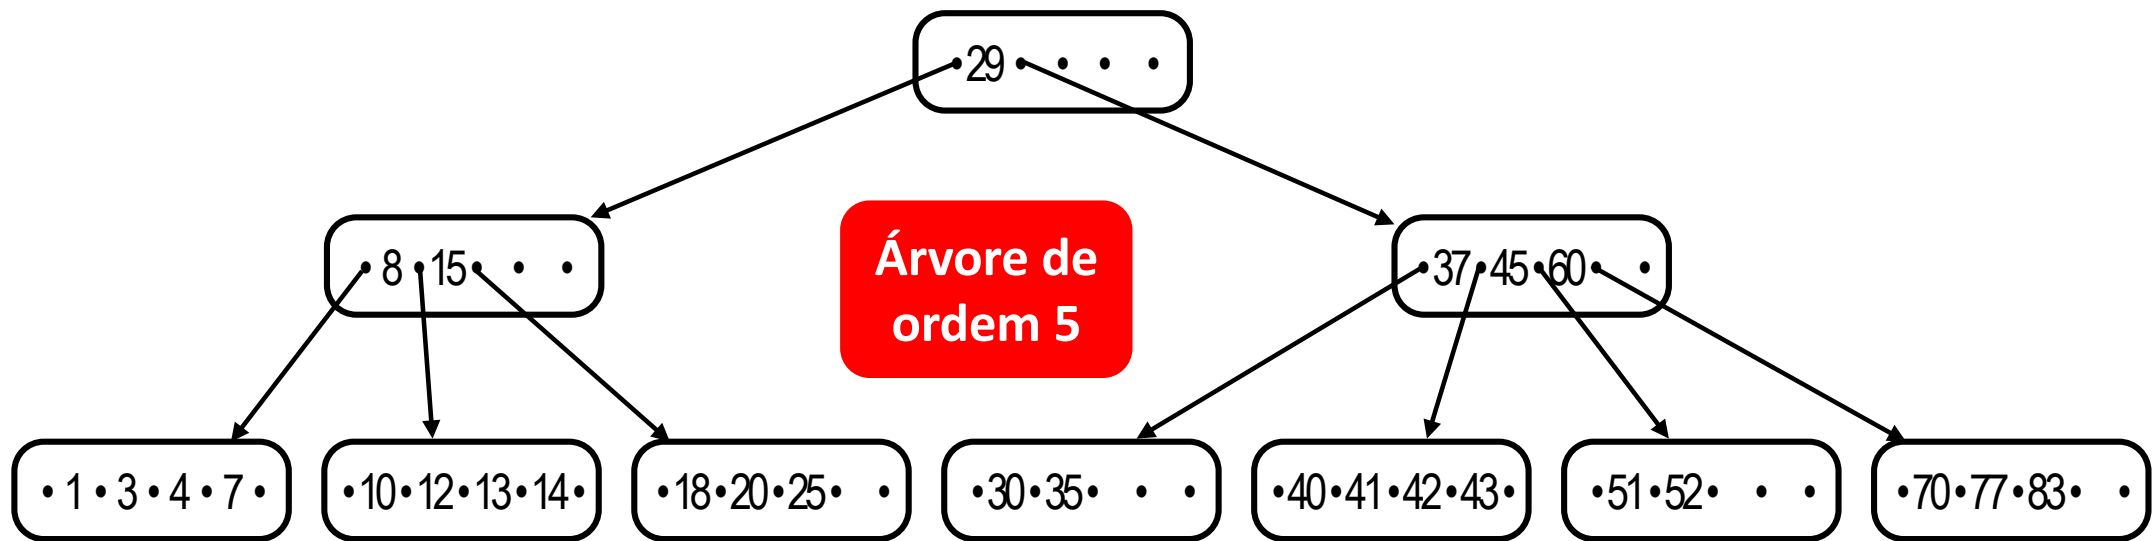 •29• • • •
• 8 •15• • •
Árvore de
ordem 5
•37•45•60• •
• 1 • 3 • 4 • 7 •
•10•12•13•14•
•18•20•25• •
•30•35• • •
•40•41•42•43•
•51•52• • •
•70•77•83• •